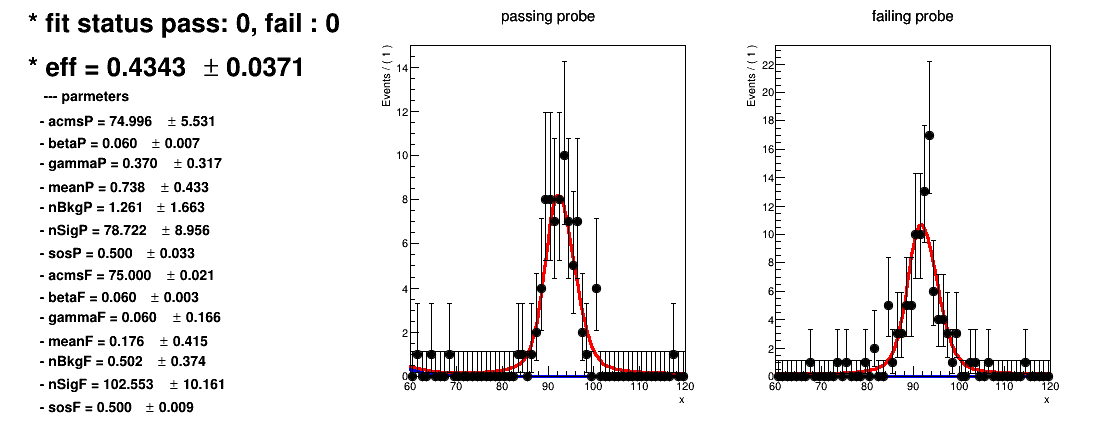 * fit status pass: 0, fail : 0
* eff = 0.4343 ± 0.0371
--- parmeters
- acmsP = 74.996 ± 5.531
- betaP = 0.060 ± 0.007
- gammaP = 0.370 ± 0.317
- meanP = 0.738 ± 0.433
- nBkgP = 1.261 ± 1.663
- nSigP = 78.722 ± 8.956
- sosP = 0.500 ± 0.033
- acmsF = 75.000 ± 0.021
- betaF = 0.060 ± 0.003
- gammaF = 0.060 ± 0.166
- meanF = 0.176 ± 0.415
- nBkgF = 0.502 ± 0.374
- nSigF = 102.553 ± 10.161
- sosF = 0.500 ± 0.009
passing probe
Events / ( 1 )
14
12
10
8
6
4
2
0
60 70 80 90 100 110 120
x
failing probe
Events / ( 1 )
22
20
18
16
14
12
10
8
6
4
2
0
60 70 80 90 100 110 120
x